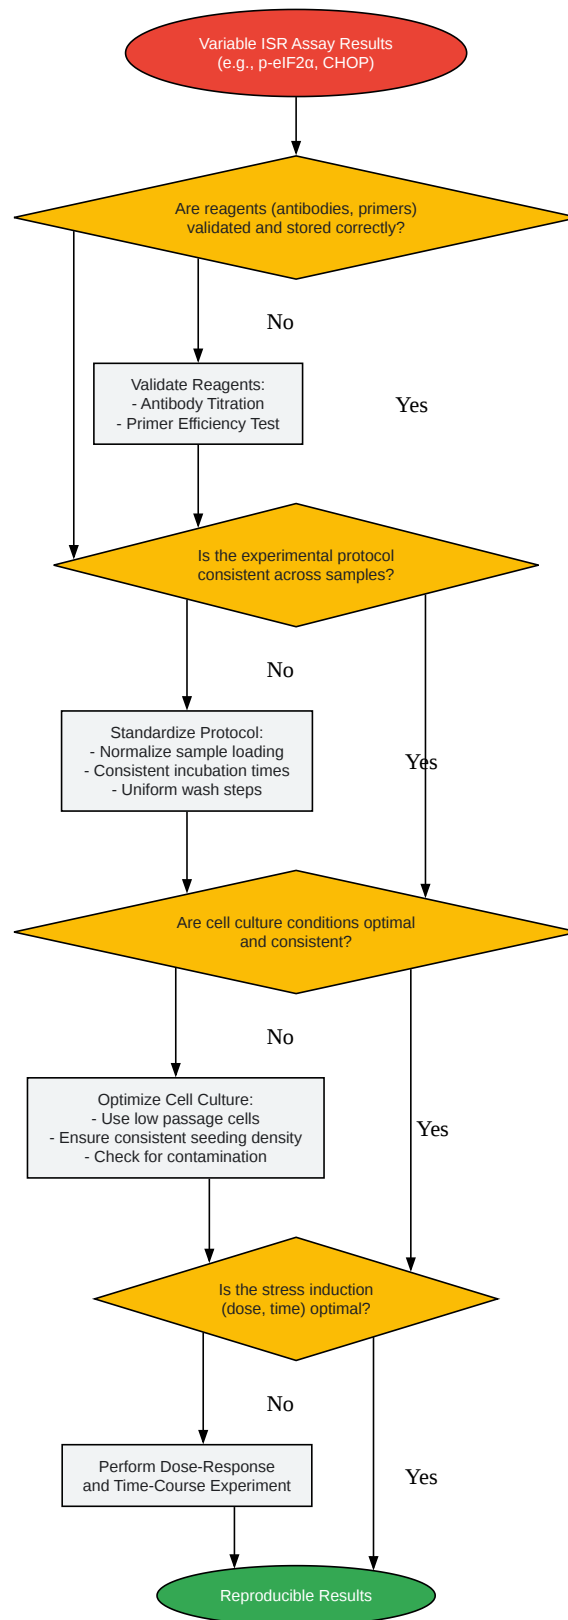 Variable ISR Assay Results
(e.g., p-eIF2α, CHOP)
Are reagents (antibodies, primers)
validated and stored correctly?
No
Validate Reagents:
- Antibody Titration
- Primer Efficiency Test
Yes
Is the experimental protocol
consistent across samples?
No
Standardize Protocol:
- Normalize sample loading
- Consistent incubation times
- Uniform wash steps
Yes
Are cell culture conditions optimal
and consistent?
No
Optimize Cell Culture:
- Use low passage cells
- Ensure consistent seeding density
- Check for contamination
Yes
Is the stress induction
(dose, time) optimal?
No
Perform Dose-Response
and Time-Course Experiment
Yes
Reproducible Results